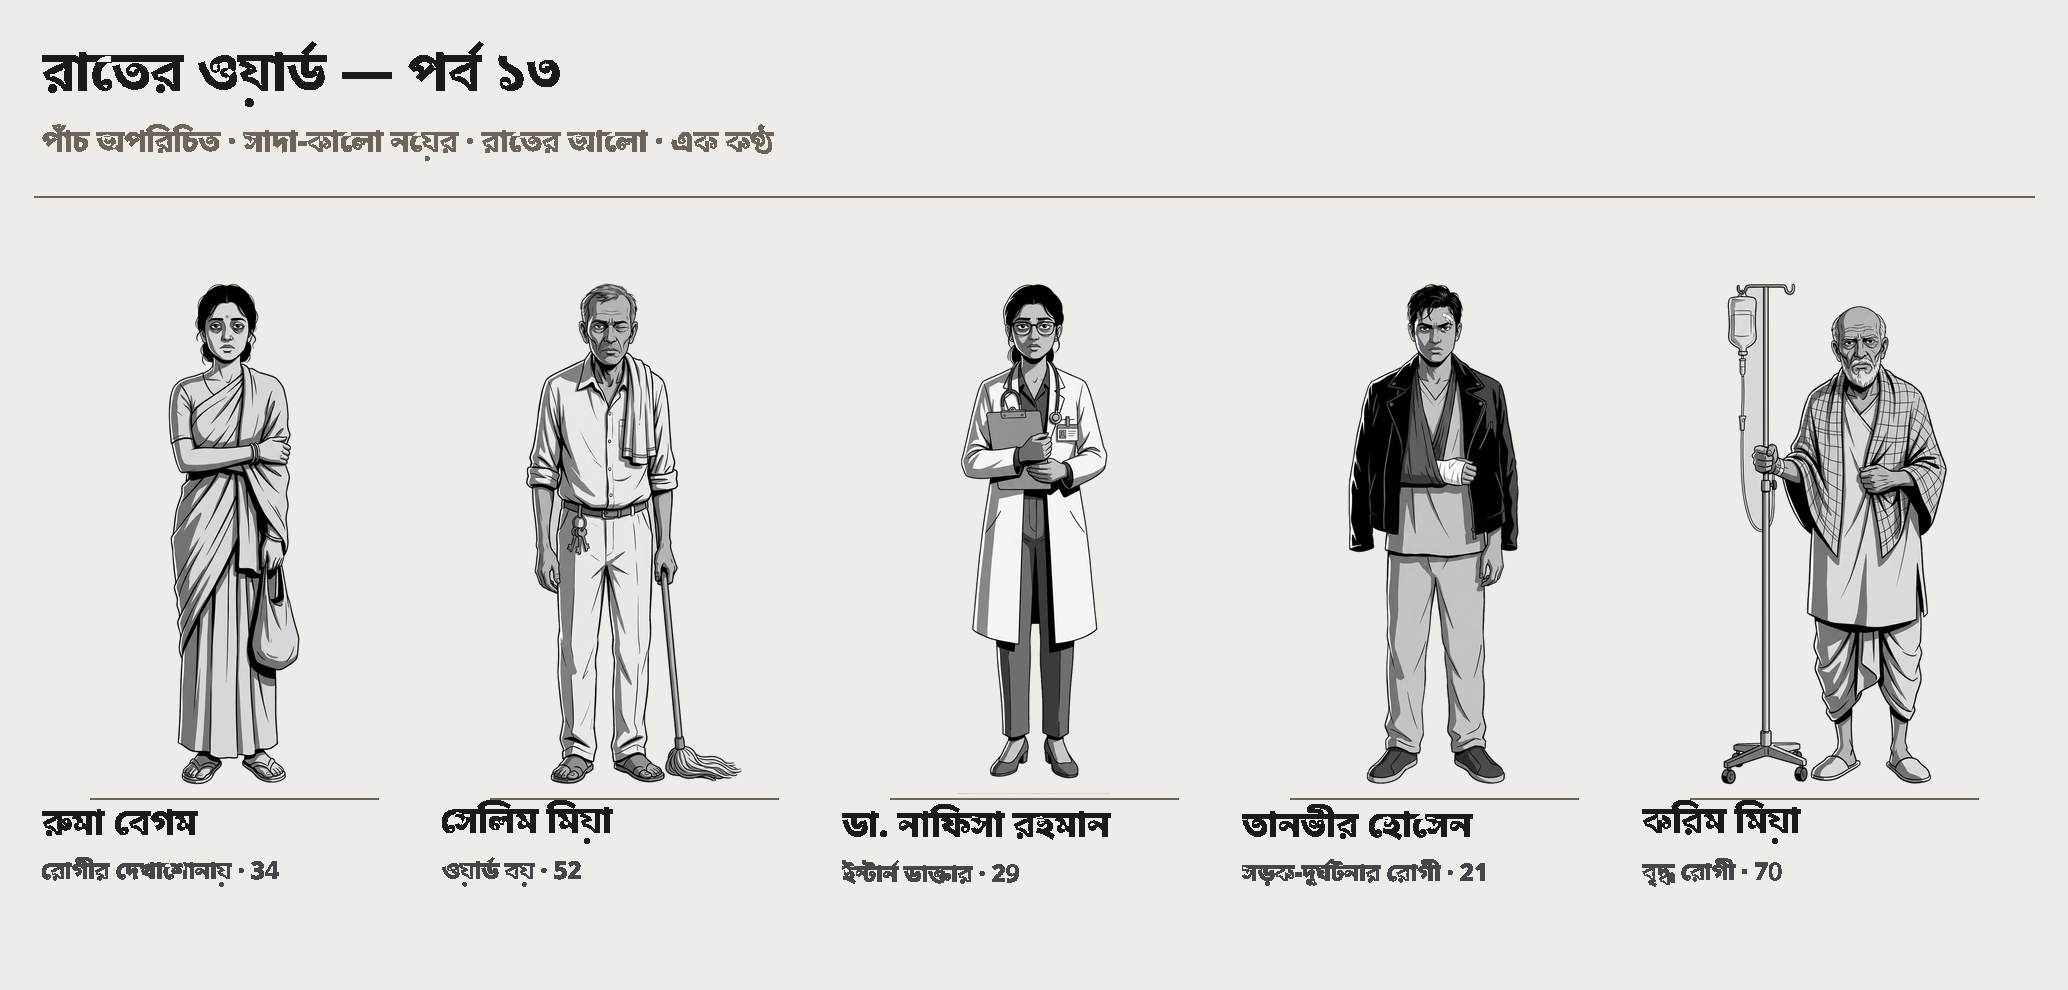 রাতের ওয়ার্ড — পর্ব ১৩
পাঁচ অপরিচিত · সাদা-কালো নয়ের · রাতের আলো · এক কণ্ঠ
রুমা বেগম
রোগীর দেখাশোনায় · 34
সেলিম মিয়া
ওয়ার্ড বয় · 52
ডা. নাফিসা রহমান
ইন্টার্ন ডাক্তার · 29
তানভীর হোসেন
সড়ক-দুর্ঘটনার রোগী · 21
করিম মিয়া
বৃদ্ধ রোগী · 70